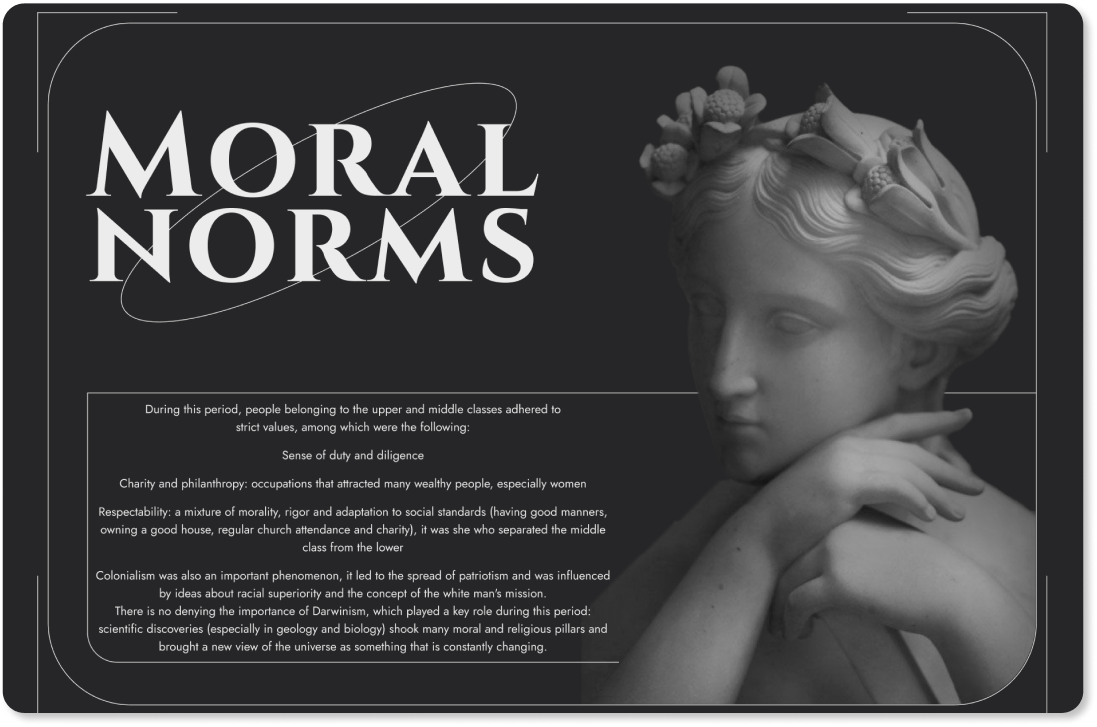 MORAL
NORMS
During this period, people belonging to the upper and middle classes adhered to
strict values, among which were the following:
Sense of duty and diligence
Charity and philanthropy: occupations that attracted many wealthy people, especially women
Respectability: a mixture of morality, rigor and adaptation to social standards (having good manners,
owning a good house, regular church attendance and charity), it was she who separated the middle
class from the lower
Colonialism was also an important phenomenon, it led to the spread of patriotism and was influenced
by ideas about racial superiority and the concept of the white man's mission.
There is no denying the importance of Darwinism, which played a key role during this period:
scientific discoveries (especially in geology and biology) shook many moral and religious pillars and
brought a new view of the universe as something that is constantly changing.